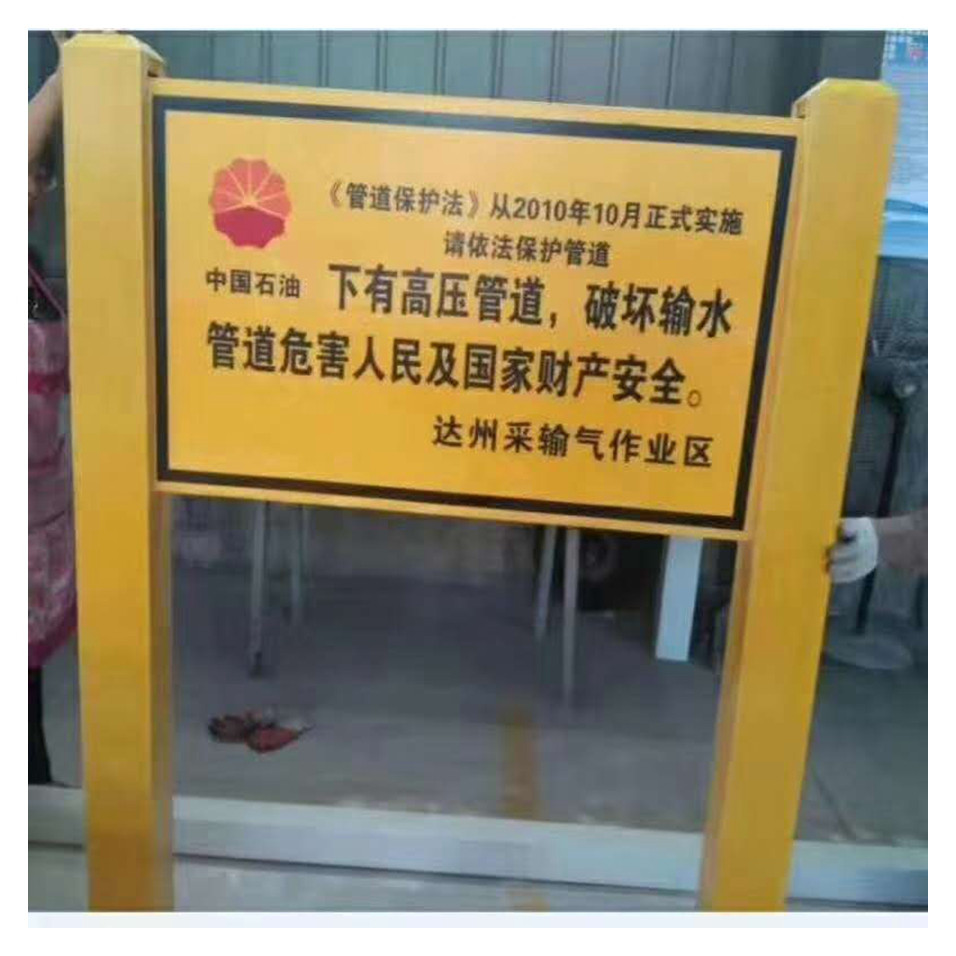 《管道保护法》从2010年10月正式实施
请依法保护管道
中国石油
下有高压管道，破坏输水
管道危害人民及国家财产安全。
达州采输气作业区